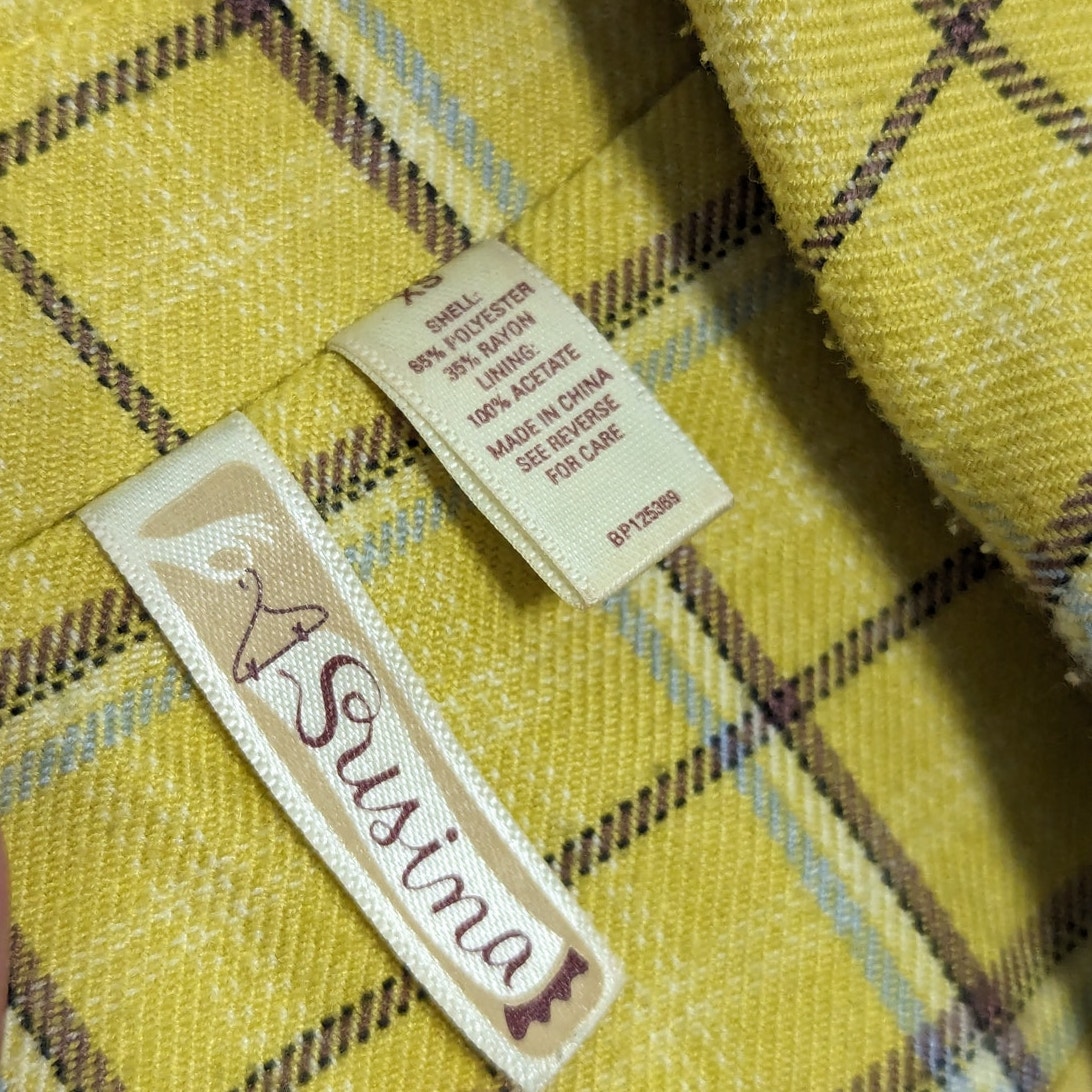 XS
SHELL:
65% POLYESTER
35% RAYON
LINING:
100% ACETATE
MADE IN CHINA
SEE REVERSE
FOR CARE
BP125369
Susina